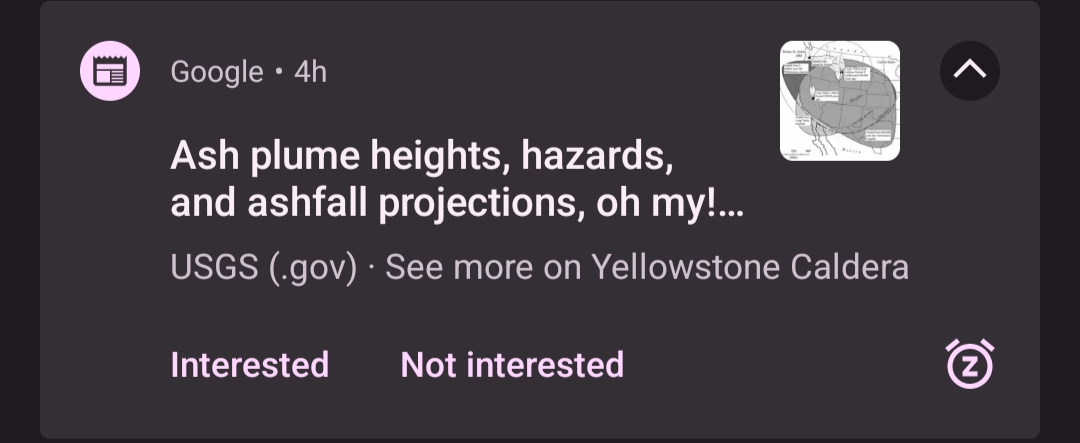 Google • 4h
Ash plume heights, hazards,
and ashfall projections, oh my!...
USGS (.gov) · See more on Yellowstone Caldera
Interested
Not interested